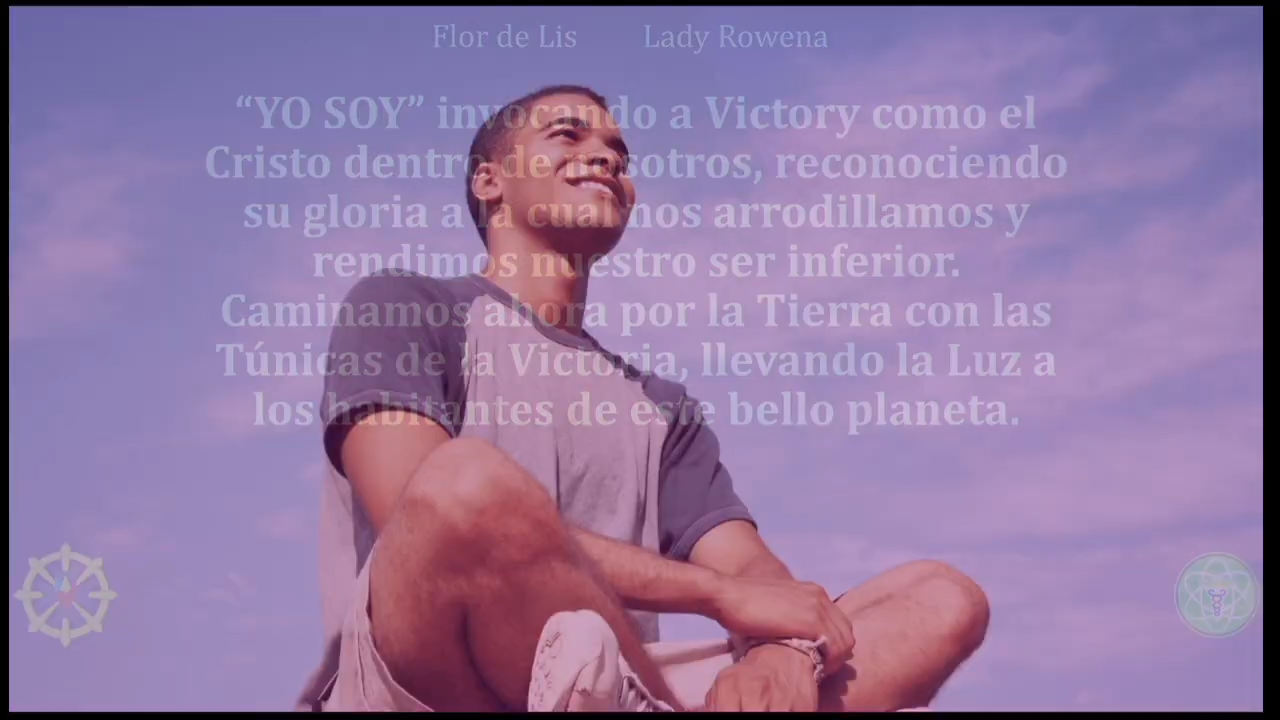 Flor de Lis Lady Rowena
“YO SOY” invocando a Victory como el
Cristo dentro de nosotros, reconociendo
su gloria a la cual nos arrodillamos y
rendimos nuestro ser inferior.
Caminamos ahora por la Tierra con las
Túnicas de la Victoria, llevando la Luz a
los habitantes de este bello planeta.